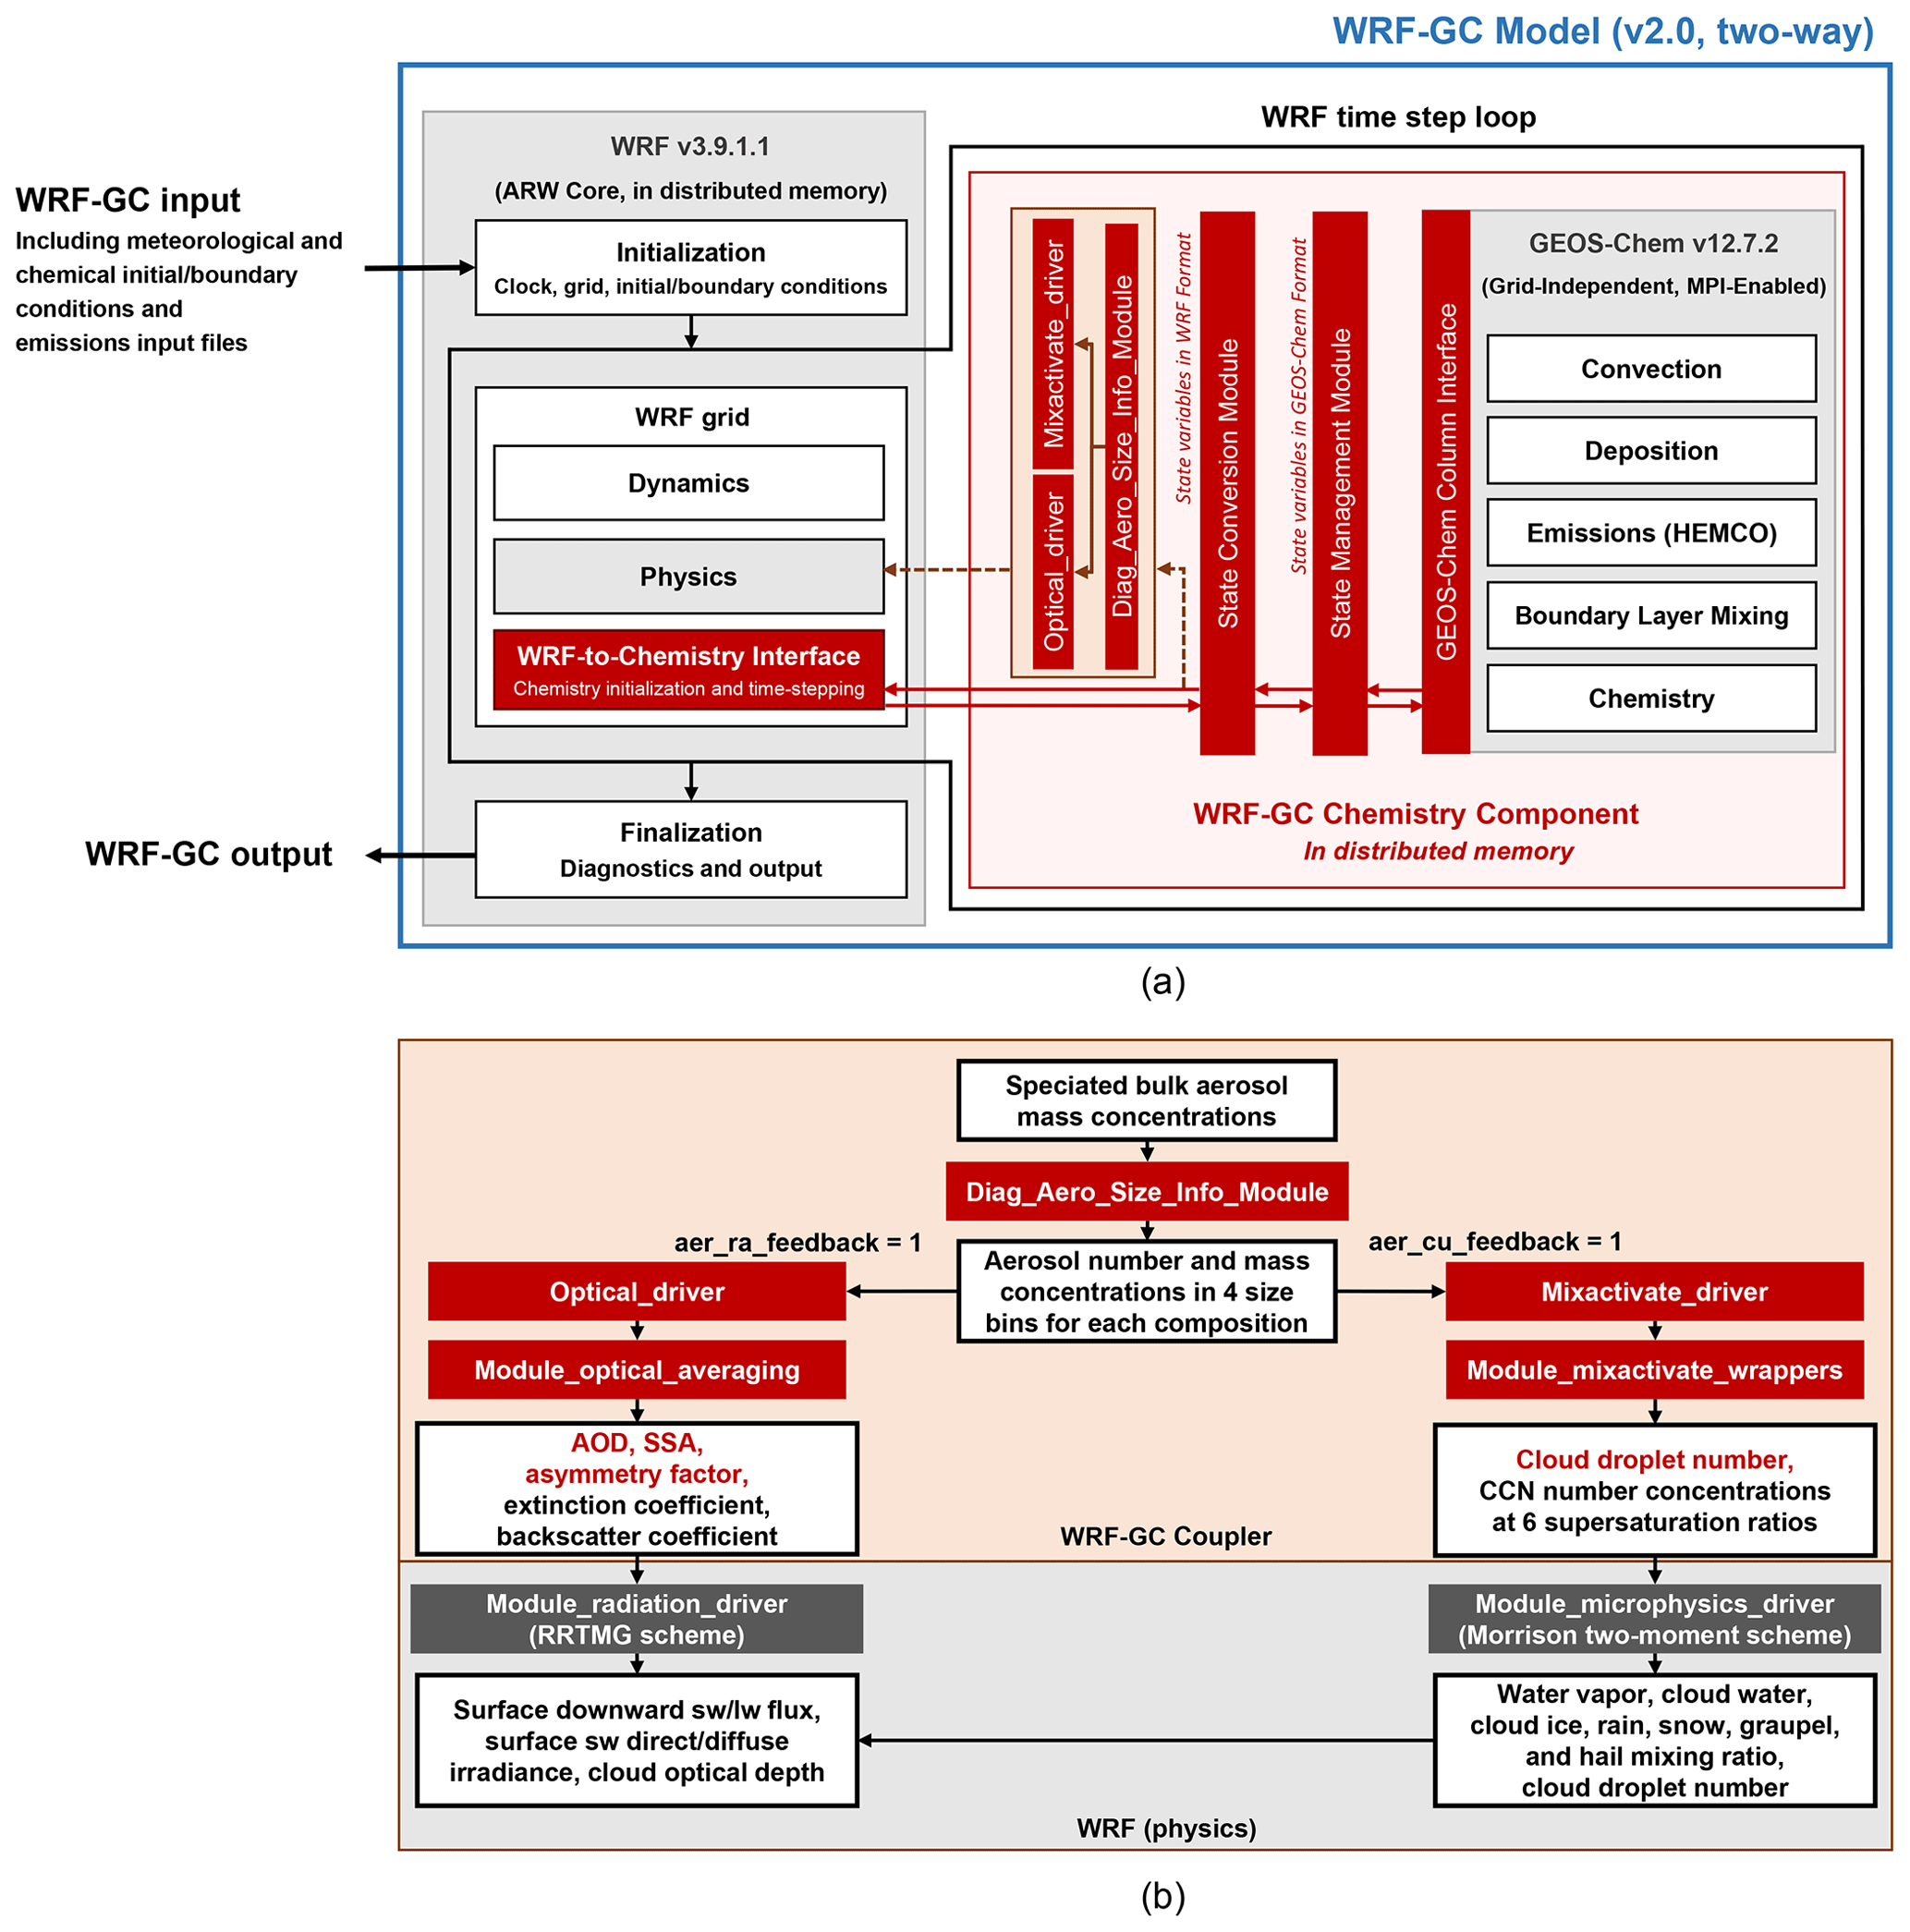 WRF-GC Model (v2.0, two-way)
WRF time step loop
WRF v3.9.1.1
(ARW Core, in distributed memory)
WRF-GC input
Including meteorological and
chemical initial/boundary
conditions and
emissions input files
Initialization
Clock, grid, initial/boundary conditions
WRF grid
Dynamics
Physics
WRF-to-Chemistry Interface
Chemistry initialization and time-stepping
Finalization
Diagnostics and output
WRF-GC output
Mixactivate_driver
Optical_driver
Diag_Aero_Size_Info_Module
State variables in WRF Format
State Conversion Module
State variables in GEOS-Chem Format
State Management Module
GEOS-Chem Column Interface
GEOS-Chem v12.7.2
(Grid-Independent, MPI-Enabled)
Convection
Deposition
Emissions (HEMCO)
Boundary Layer Mixing
Chemistry
WRF-GC Chemistry Component
In distributed memory
(a)
Speciated bulk aerosol
mass concentrations
Diag_Aero_Size_Info_Module
aer_ra_feedback = 1
aer_cu_feedback = 1
Aerosol number and mass
concentrations in 4 size
bins for each composition
Optical_driver
Module_optical_averaging
AOD, SSA,
asymmetry factor,
extinction coefficient,
backscatter coefficient
Mixactivate_driver
Module_mixactivate_wrappers
Cloud droplet number,
CCN number concentrations
at 6 supersaturation ratios
WRF-GC Coupler
Module_radiation_driver
(RRTMG scheme)
Module_microphysics_driver
(Morrison two-moment scheme)
Surface downward sw/lw flux,
surface sw direct/diffuse
irradiance, cloud optical depth
Water vapor, cloud water,
cloud ice, rain, snow, graupel,
and hail mixing ratio,
cloud droplet number
WRF (physics)
(b)